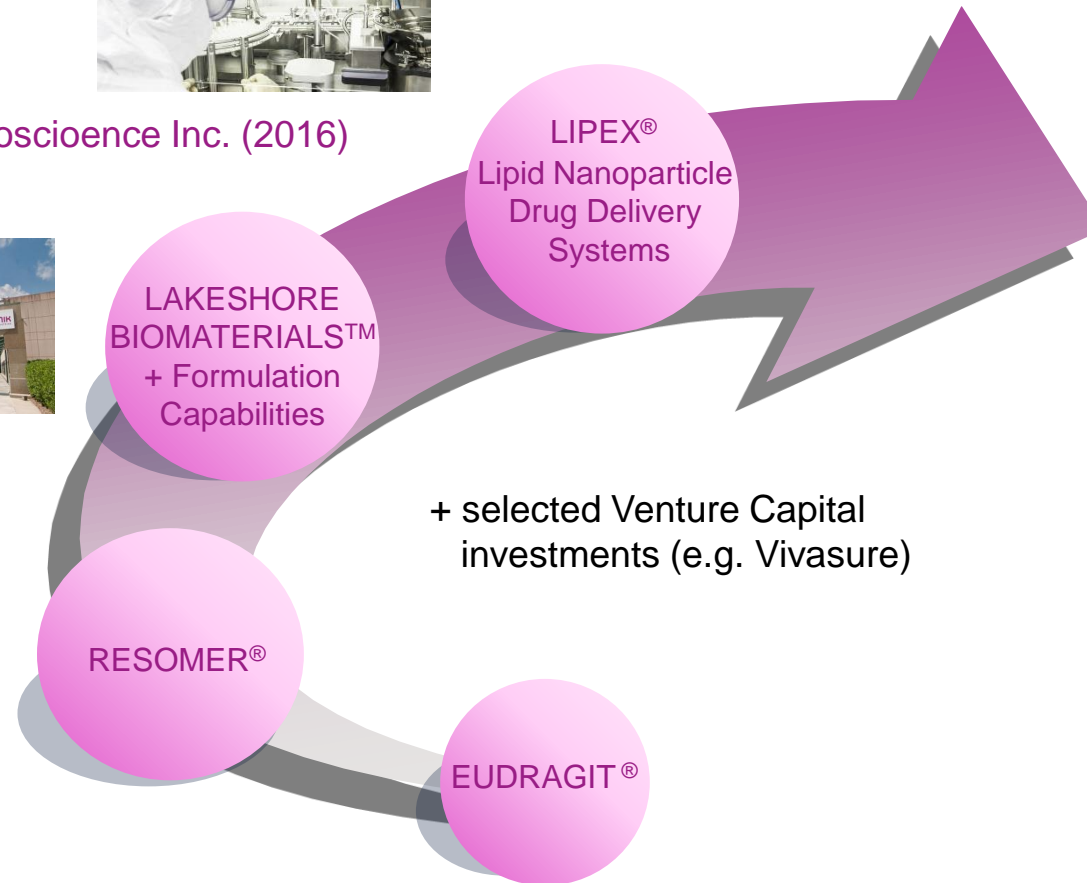 oscioence Inc. (2016)
LIPEX®
Lipid Nanoparticle
Drug Delivery
Systems
LAKESHORE
BIOMATERIALS™
+ Formulation
Capabilities
+ selected Venture Capital
investments (e.g. Vivasure)
RESOMER®
EUDRAGIT ®